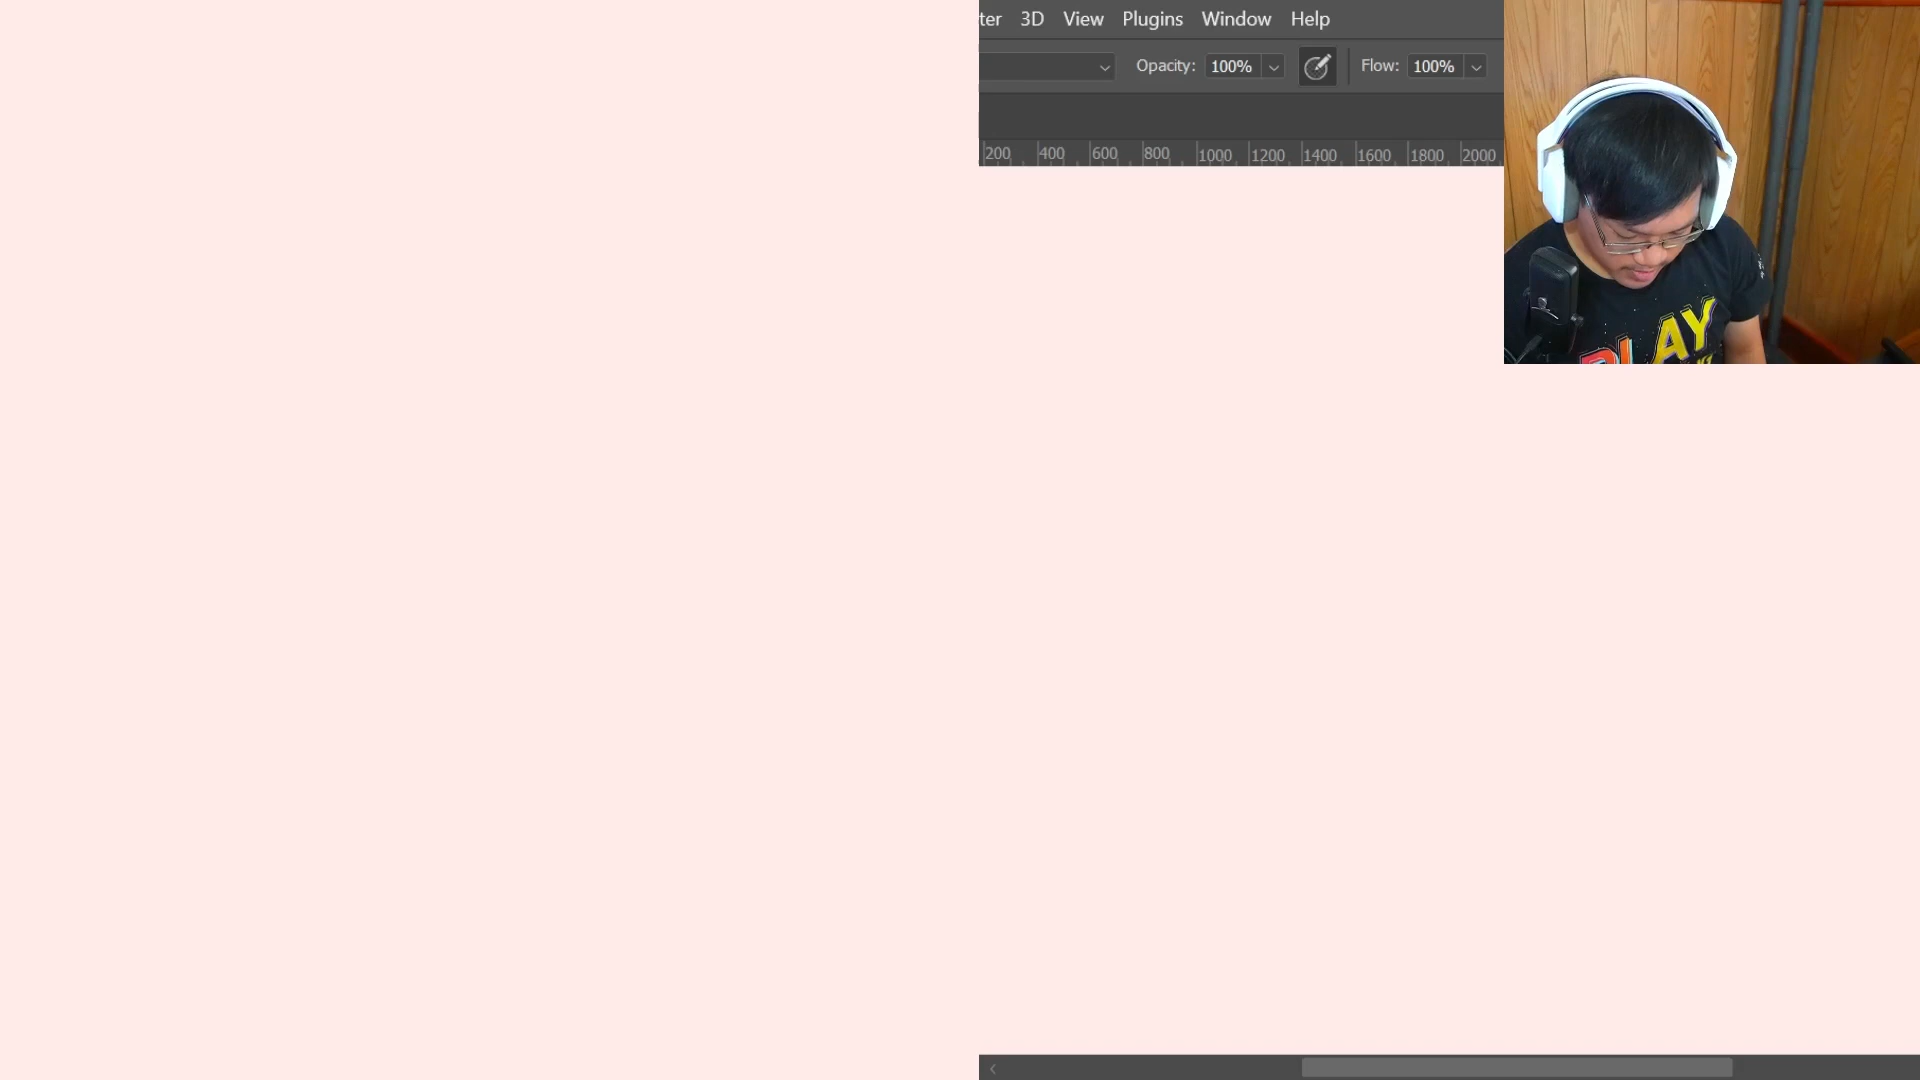 ter 3D View Plugins Window Help
Opacity: 100% Flow: 100%
200 400 600 800 1000 1200 1400 1600 1800 2000
PLAY